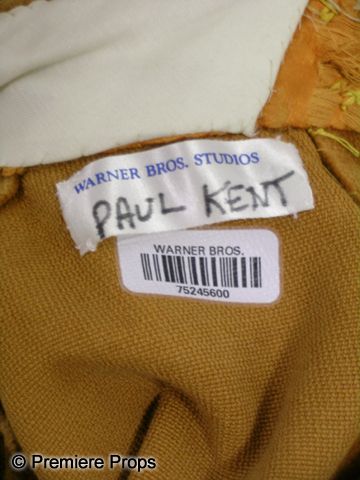 WARNER BROS. STUDIOS
PAUL KENT
WARNER BROS.
75245600
© Premiere Props